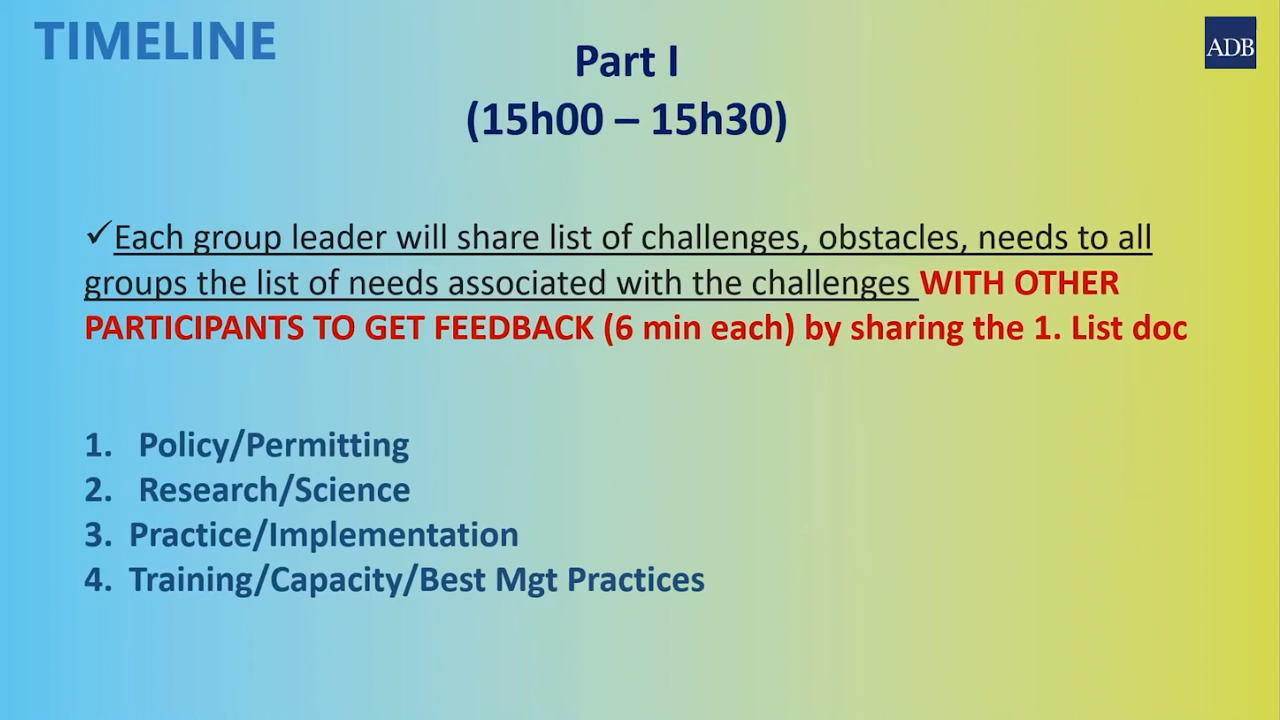 TIMELINE
ADB
Part I
(15h00 – 15h30)
✓Each group leader will share list of challenges, obstacles, needs to all
groups the list of needs associated with the challenges WITH OTHER
PARTICIPANTS TO GET FEEDBACK (6 min each) by sharing the 1. List doc
1. Policy/Permitting
2. Research/Science
3. Practice/Implementation
4. Training/Capacity/Best Mgt Practices